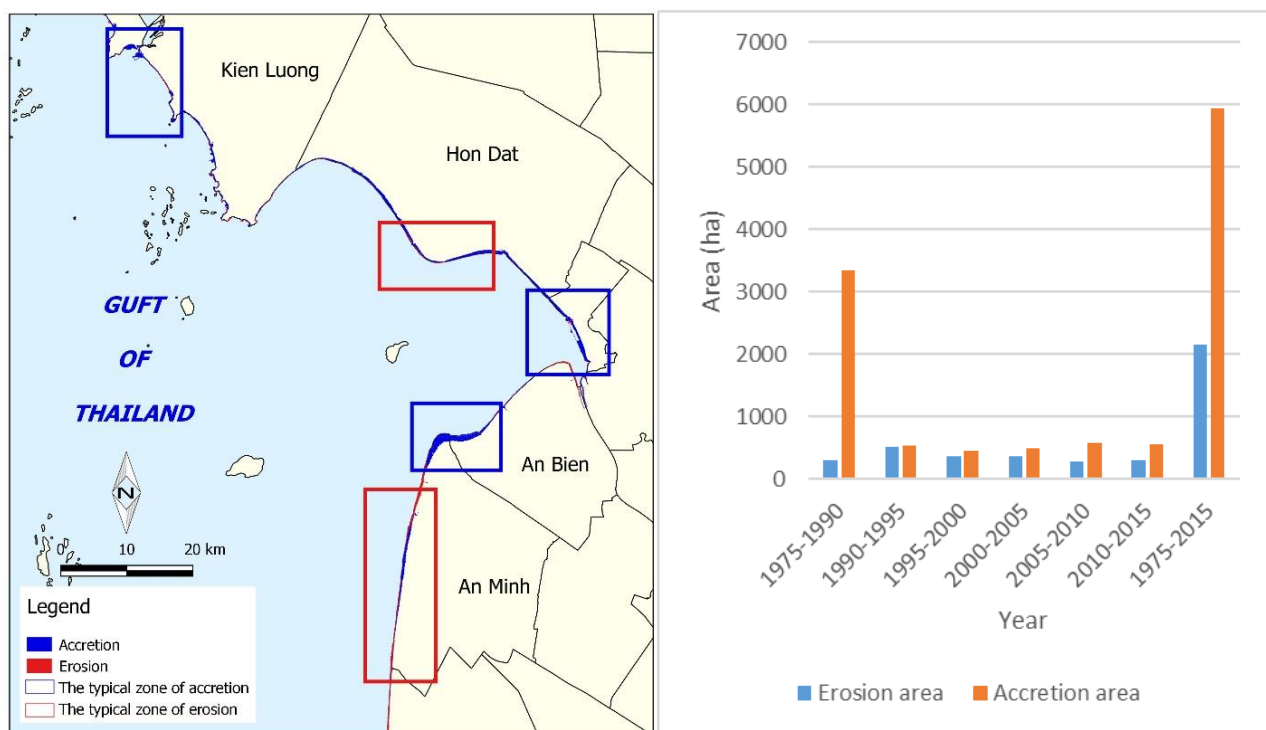 Kien Luong
Hon Dat
GUFT
OF
THAILAND
An Bien
N
0 10 20 km
An Minh
Legend
Accretion
Erosion
The typical zone of accretion
The typical zone of erosion
7000
6000
5000
4000
3000
2000
1000
0
Area (ha)
1975-1990
1990-1995
1995-2000
2000-2005
2005-2010
2010-2015
1975-2015
Year
Erosion area
Accretion area